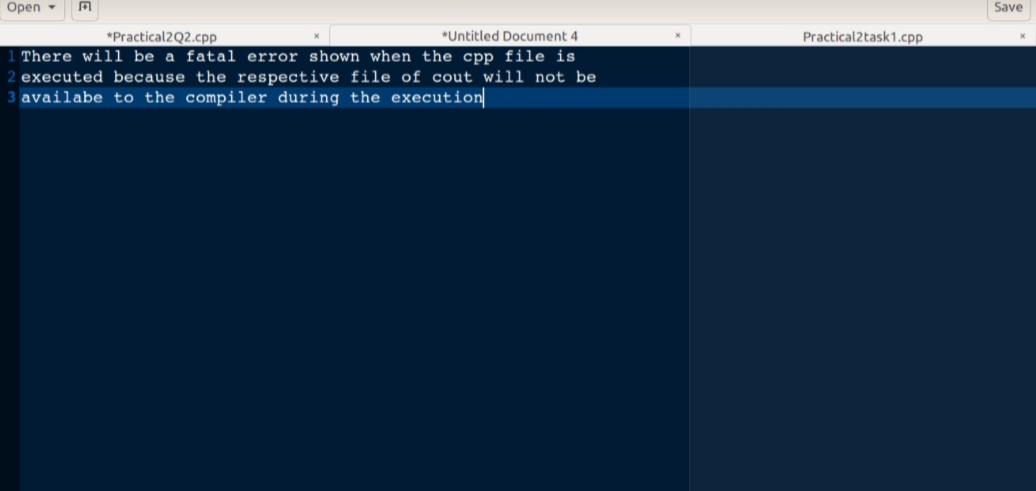 Open Save
*Practical2Q2.cpp × *Untitled Document 4 × Practical2task1.cpp ×
1 There will be a fatal error shown when the cpp file is
2 executed because the respective file of cout will not be
3 availabe to the compiler during the execution